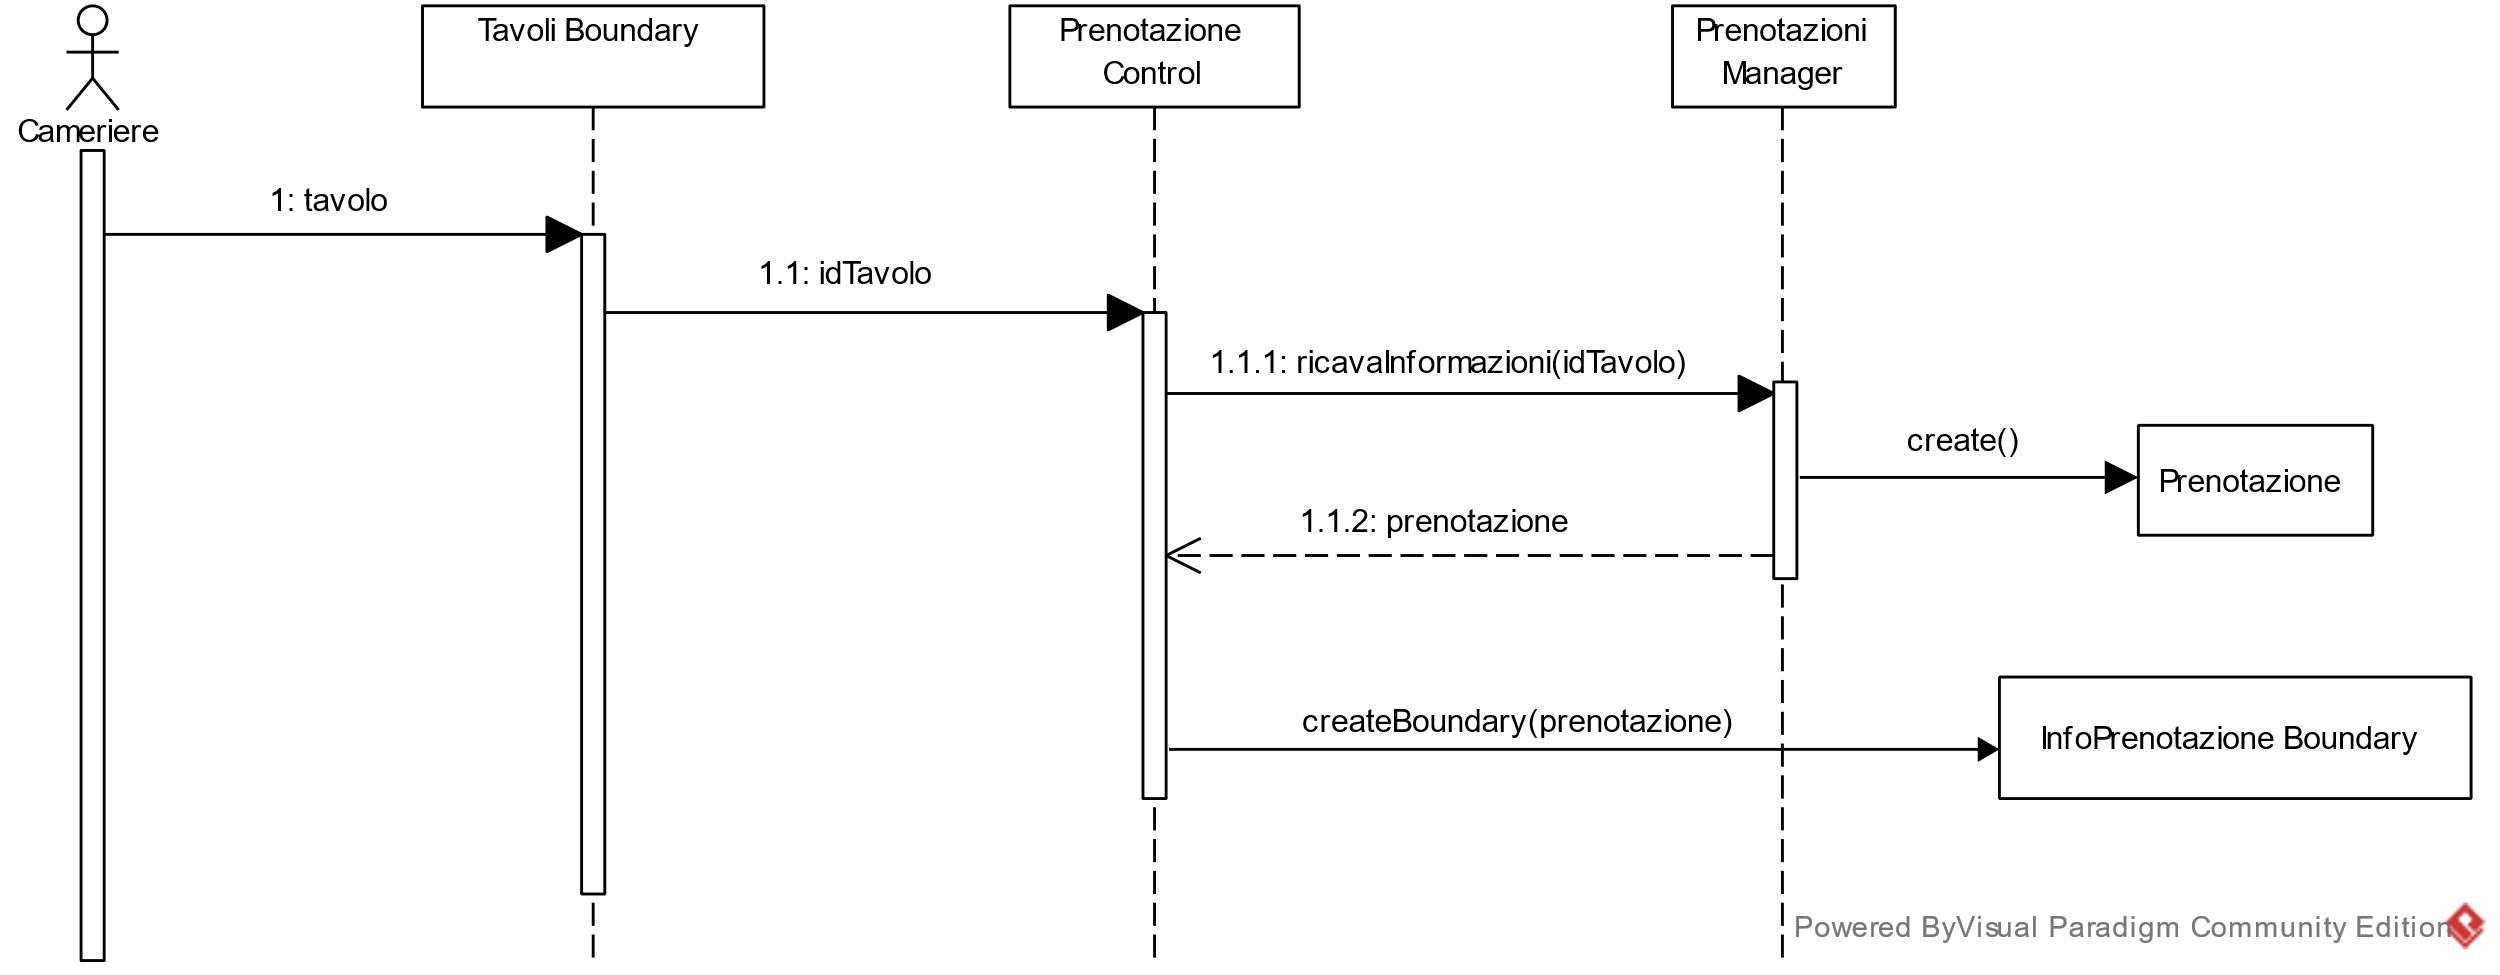 Tavoli Boundary
Prenotazione
Control
Prenotazioni
Manager
Cameriere
1: tavolo
1.1: idTavolo
1.1.1: ricavaInformazioni(idTavolo)
create()
Prenotazione
1.1.2: prenotazione
createBoundary(prenotazione)
InfoPrenotazione Boundary
Powered ByVisual Paradigm Community Edition